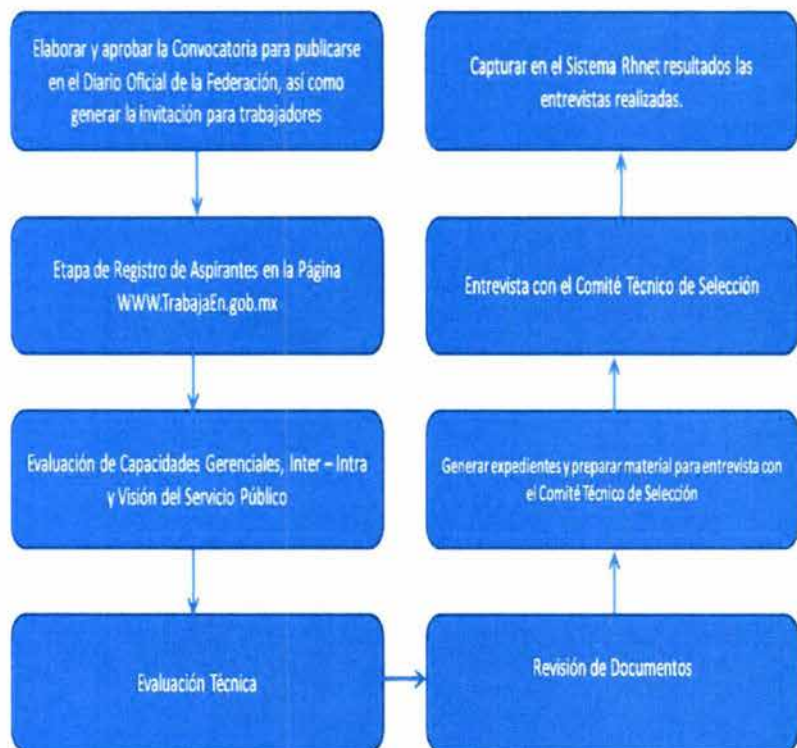 Elaborar y aprobar la Convocatoria para publicarse
en el Diario Oficial de la Federación, así como
generar la invitación para trabajadores
Etapa de Registro de Aspirantes en la Página
WWW.TrabajaEn.gob.mx
Evaluación de Capacidades Gerenciales, Inter – Intra
y Visión del Servicio Público
Evaluación Técnica
Revisión de Documentos
Generar expedientes y preparar material para entrevista con
el Comité Técnico de Selección
Entrevista con el Comité Técnico de Selección
Capturar en el Sistema Rhnet resultados las
entrevistas realizadas.